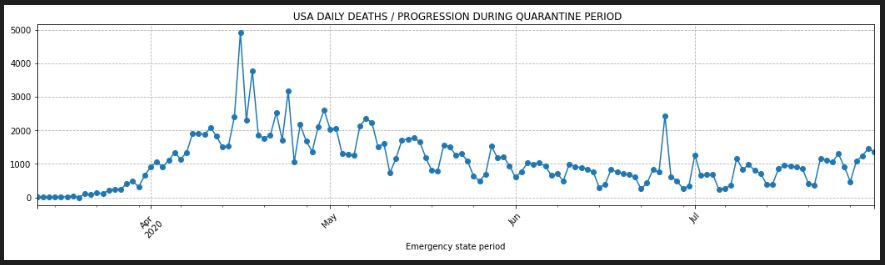 USA DAILY DEATHS / PROGRESSION DURING QUARANTINE PERIOD
5000
4000
3000
2000
1000
0
Apr
2020
May
Jun
Jul
Emergency state period